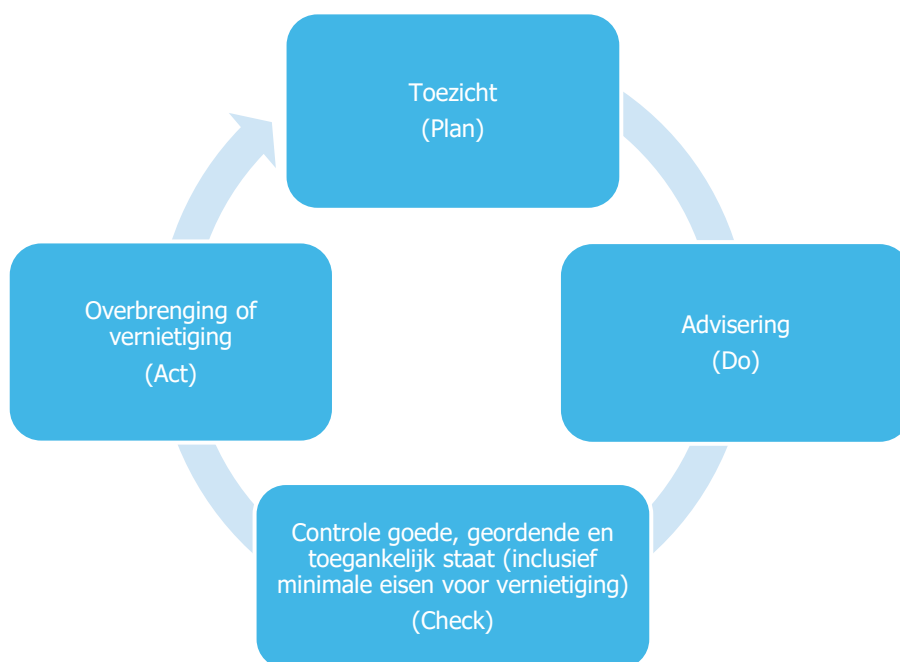 Toezicht
(Plan)
Advisering
(Do)
Controle goede, geordende en
toegankelijk staat (inclusief
minimale eisen voor vernietiging)
(Check)
Overbrenging of
vernietiging
(Act)